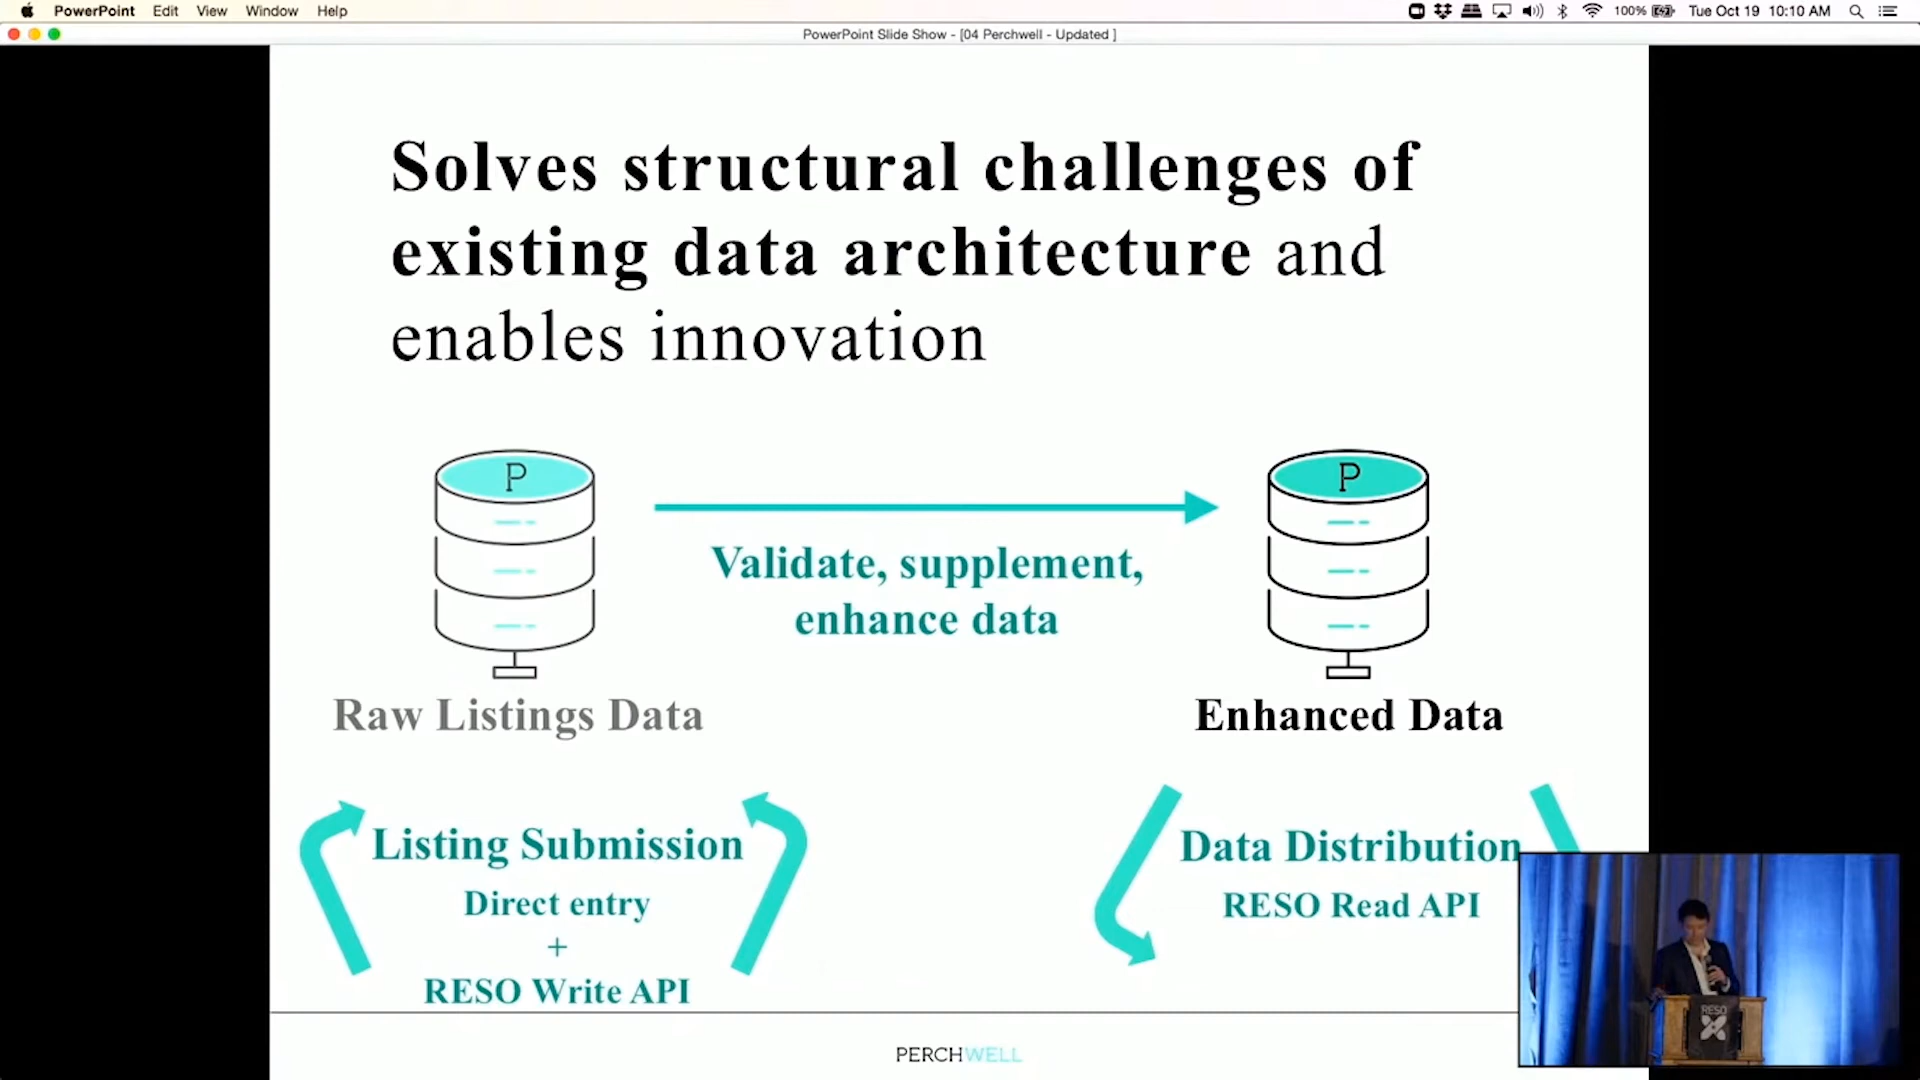 PowerPoint Edit View Window Help
100% Tue Oct 19 10:10 AM
PowerPoint Slide Show - [04 Perchwell - Updated ]
Solves structural challenges of
existing data architecture and
enables innovation
P
P
Validate, supplement,
enhance data
Raw Listings Data
Enhanced Data
Listing Submission
Direct entry
+
RESO Write API
Data Distribution
RESO Read API
RESO
PERCHWELL